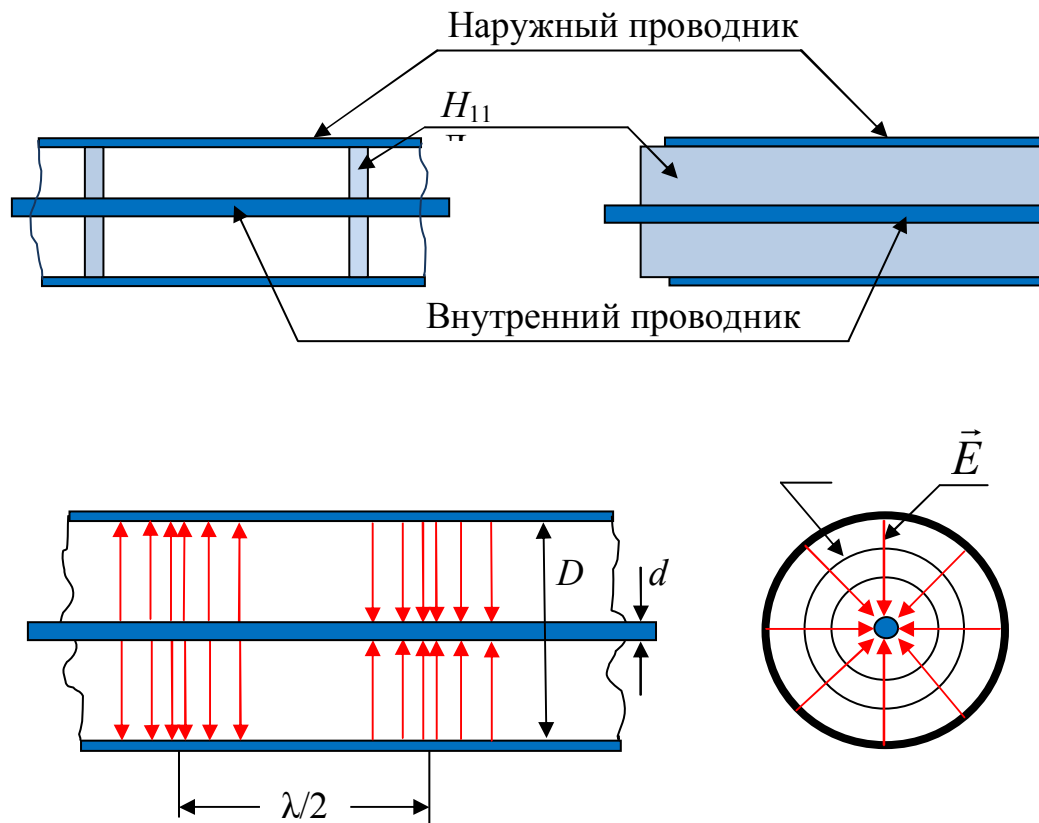 Наружный проводник
H₁₁
Внутренний проводник
E⃗
D
d
λ/2